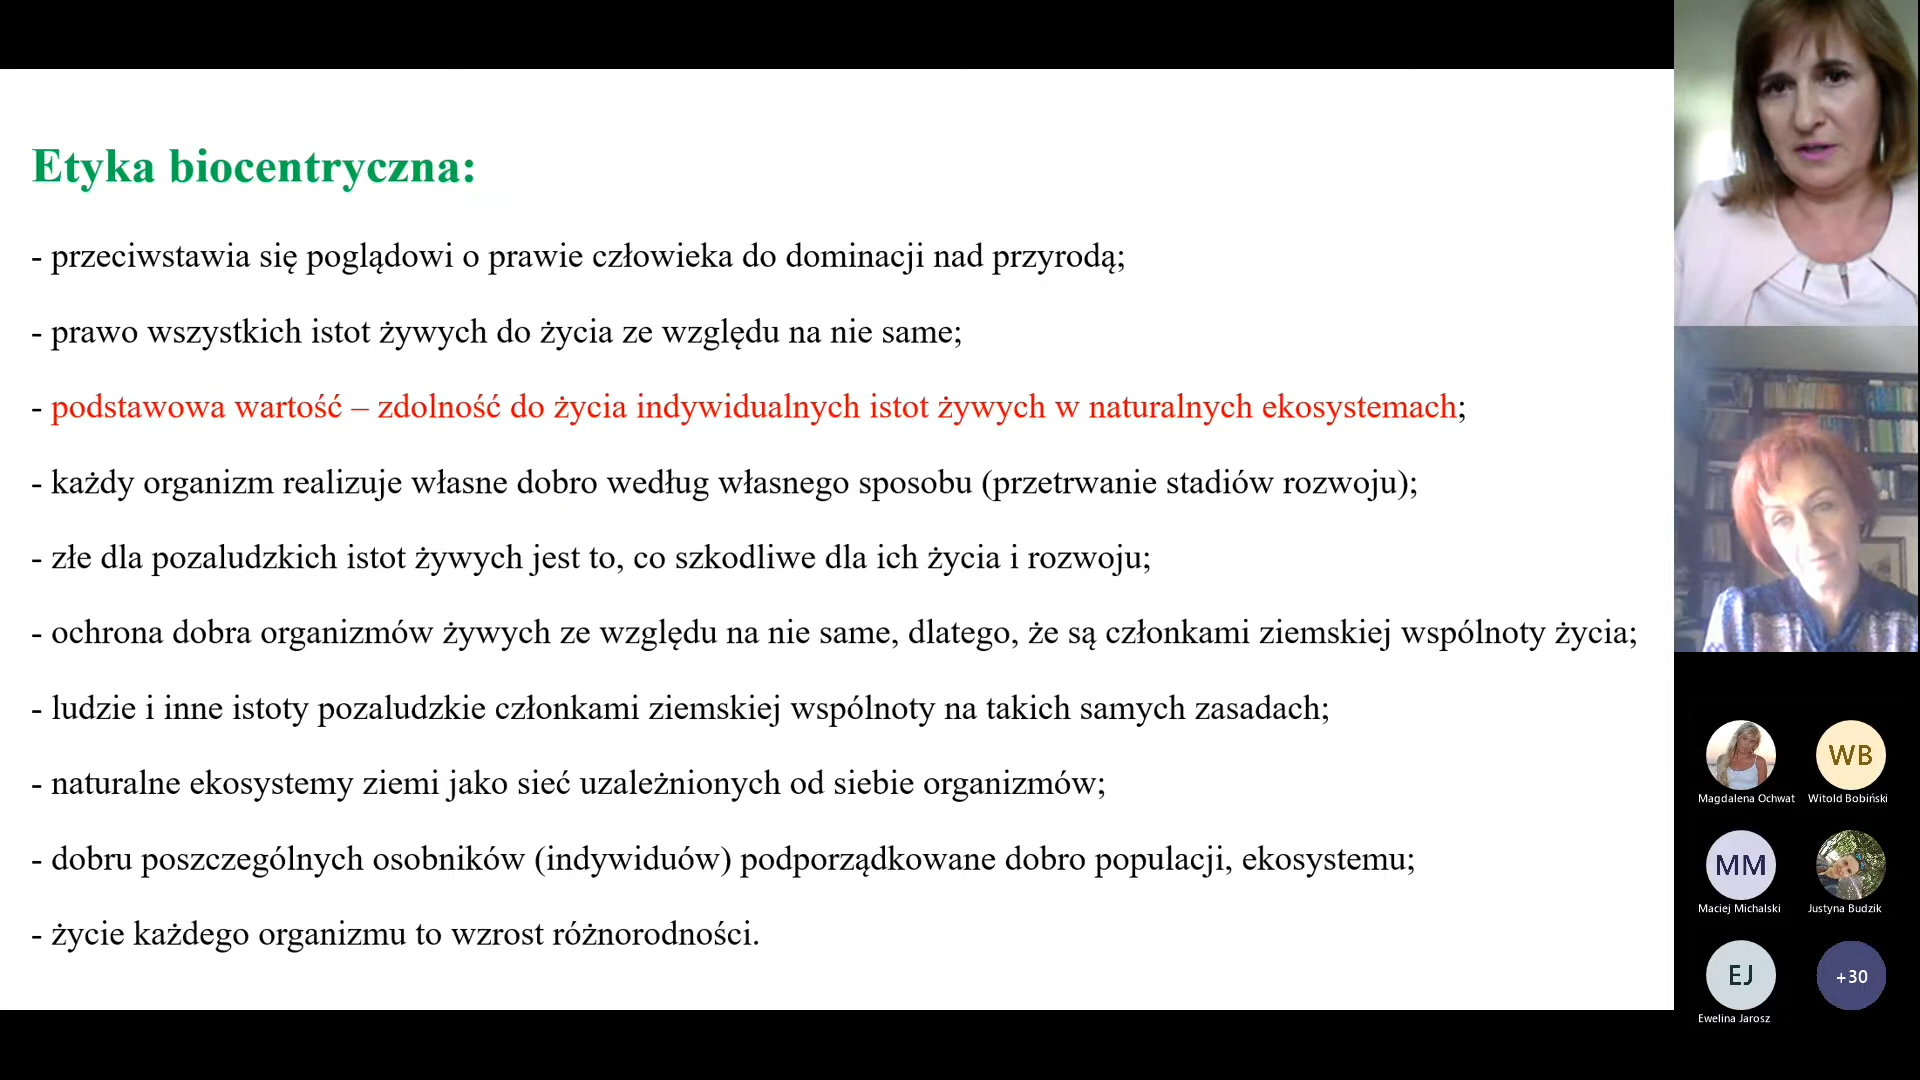 Etyka biocentryczna:
- przeciwstawia się poglądowi o prawie człowieka do dominacji nad przyrodą;
- prawo wszystkich istot żywych do życia ze względu na nie same;
- podstawowa wartość – zdolność do życia indywidualnych istot żywych w naturalnych ekosystemach;
- każdy organizm realizuje własne dobro według własnego sposobu (przetrwanie stadiów rozwoju);
- złe dla pozaludzkich istot żywych jest to, co szkodliwe dla ich życia i rozwoju;
- ochrona dobra organizmów żywych ze względu na nie same, dlatego, że są członkami ziemskiej wspólnoty życia;
- ludzie i inne istoty pozaludzkie członkami ziemskiej wspólnoty na takich samych zasadach;
- naturalne ekosystemy ziemi jako sieć uzależnionych od siebie organizmów;
- dobru poszczególnych osobników (indywiduów) podporządkowane dobro populacji, ekosystemu;
- życie każdego organizmu to wzrost różnorodności.
WB
Magdalena Ochwat
Witold Bobiński
MM
Maciej Michalski
Justyna Budzik
EJ
+30
Ewelina Jarosz